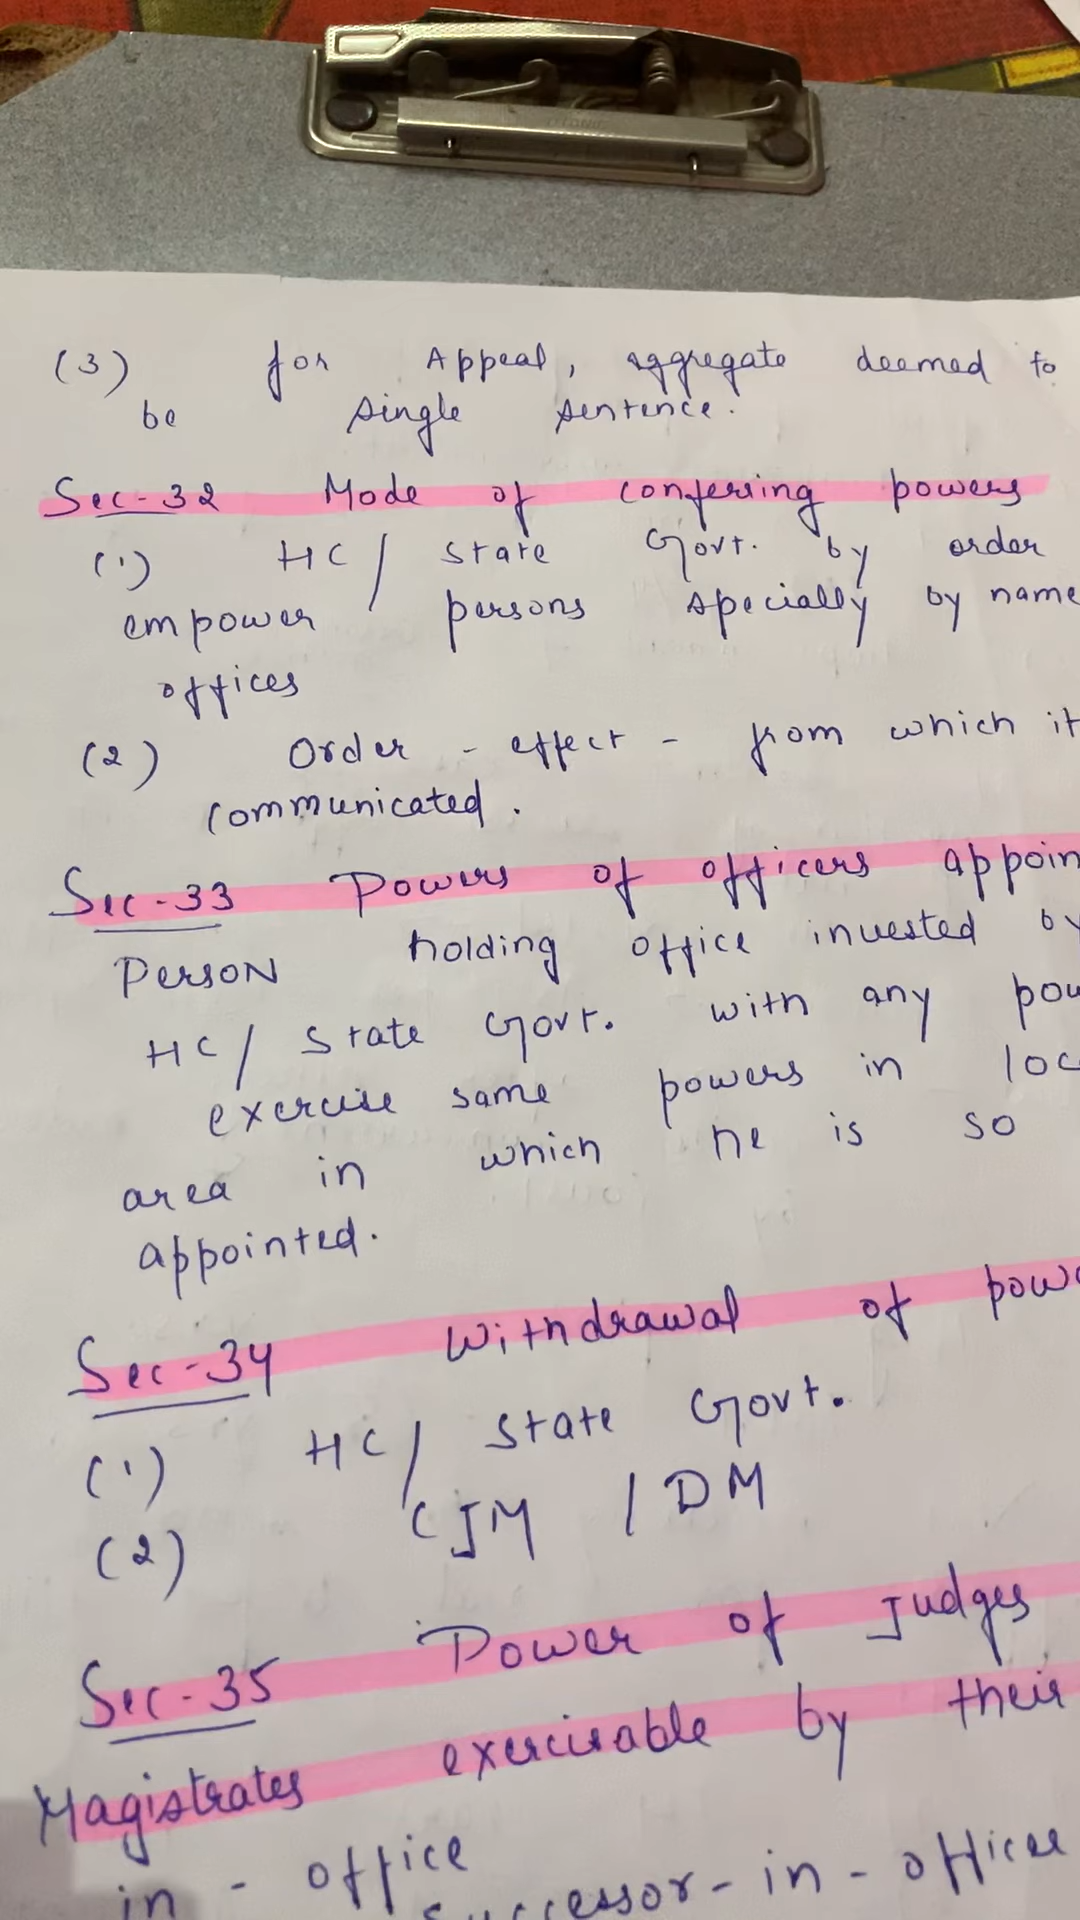 (3) for Appeal, aggregate deemed to
be single sentence.
Sec-32 Mode of conferring powers
(1) HC / state Govt. by order
empower persons specially by name
offices
(2) Order - effect - from which it
communicated.
Sec-33 Powers of officers appoin
Person holding office invested by
HC / State Govt. with any pow
exercise same powers in loc
area in which he is so
appointed.
Sec-34 Withdrawal of pow
(1) HC / State Govt.
(2) CJM / DM
Sec-35 Power of Judges
Magistrates exercisable by their
in - office
successor-in-office